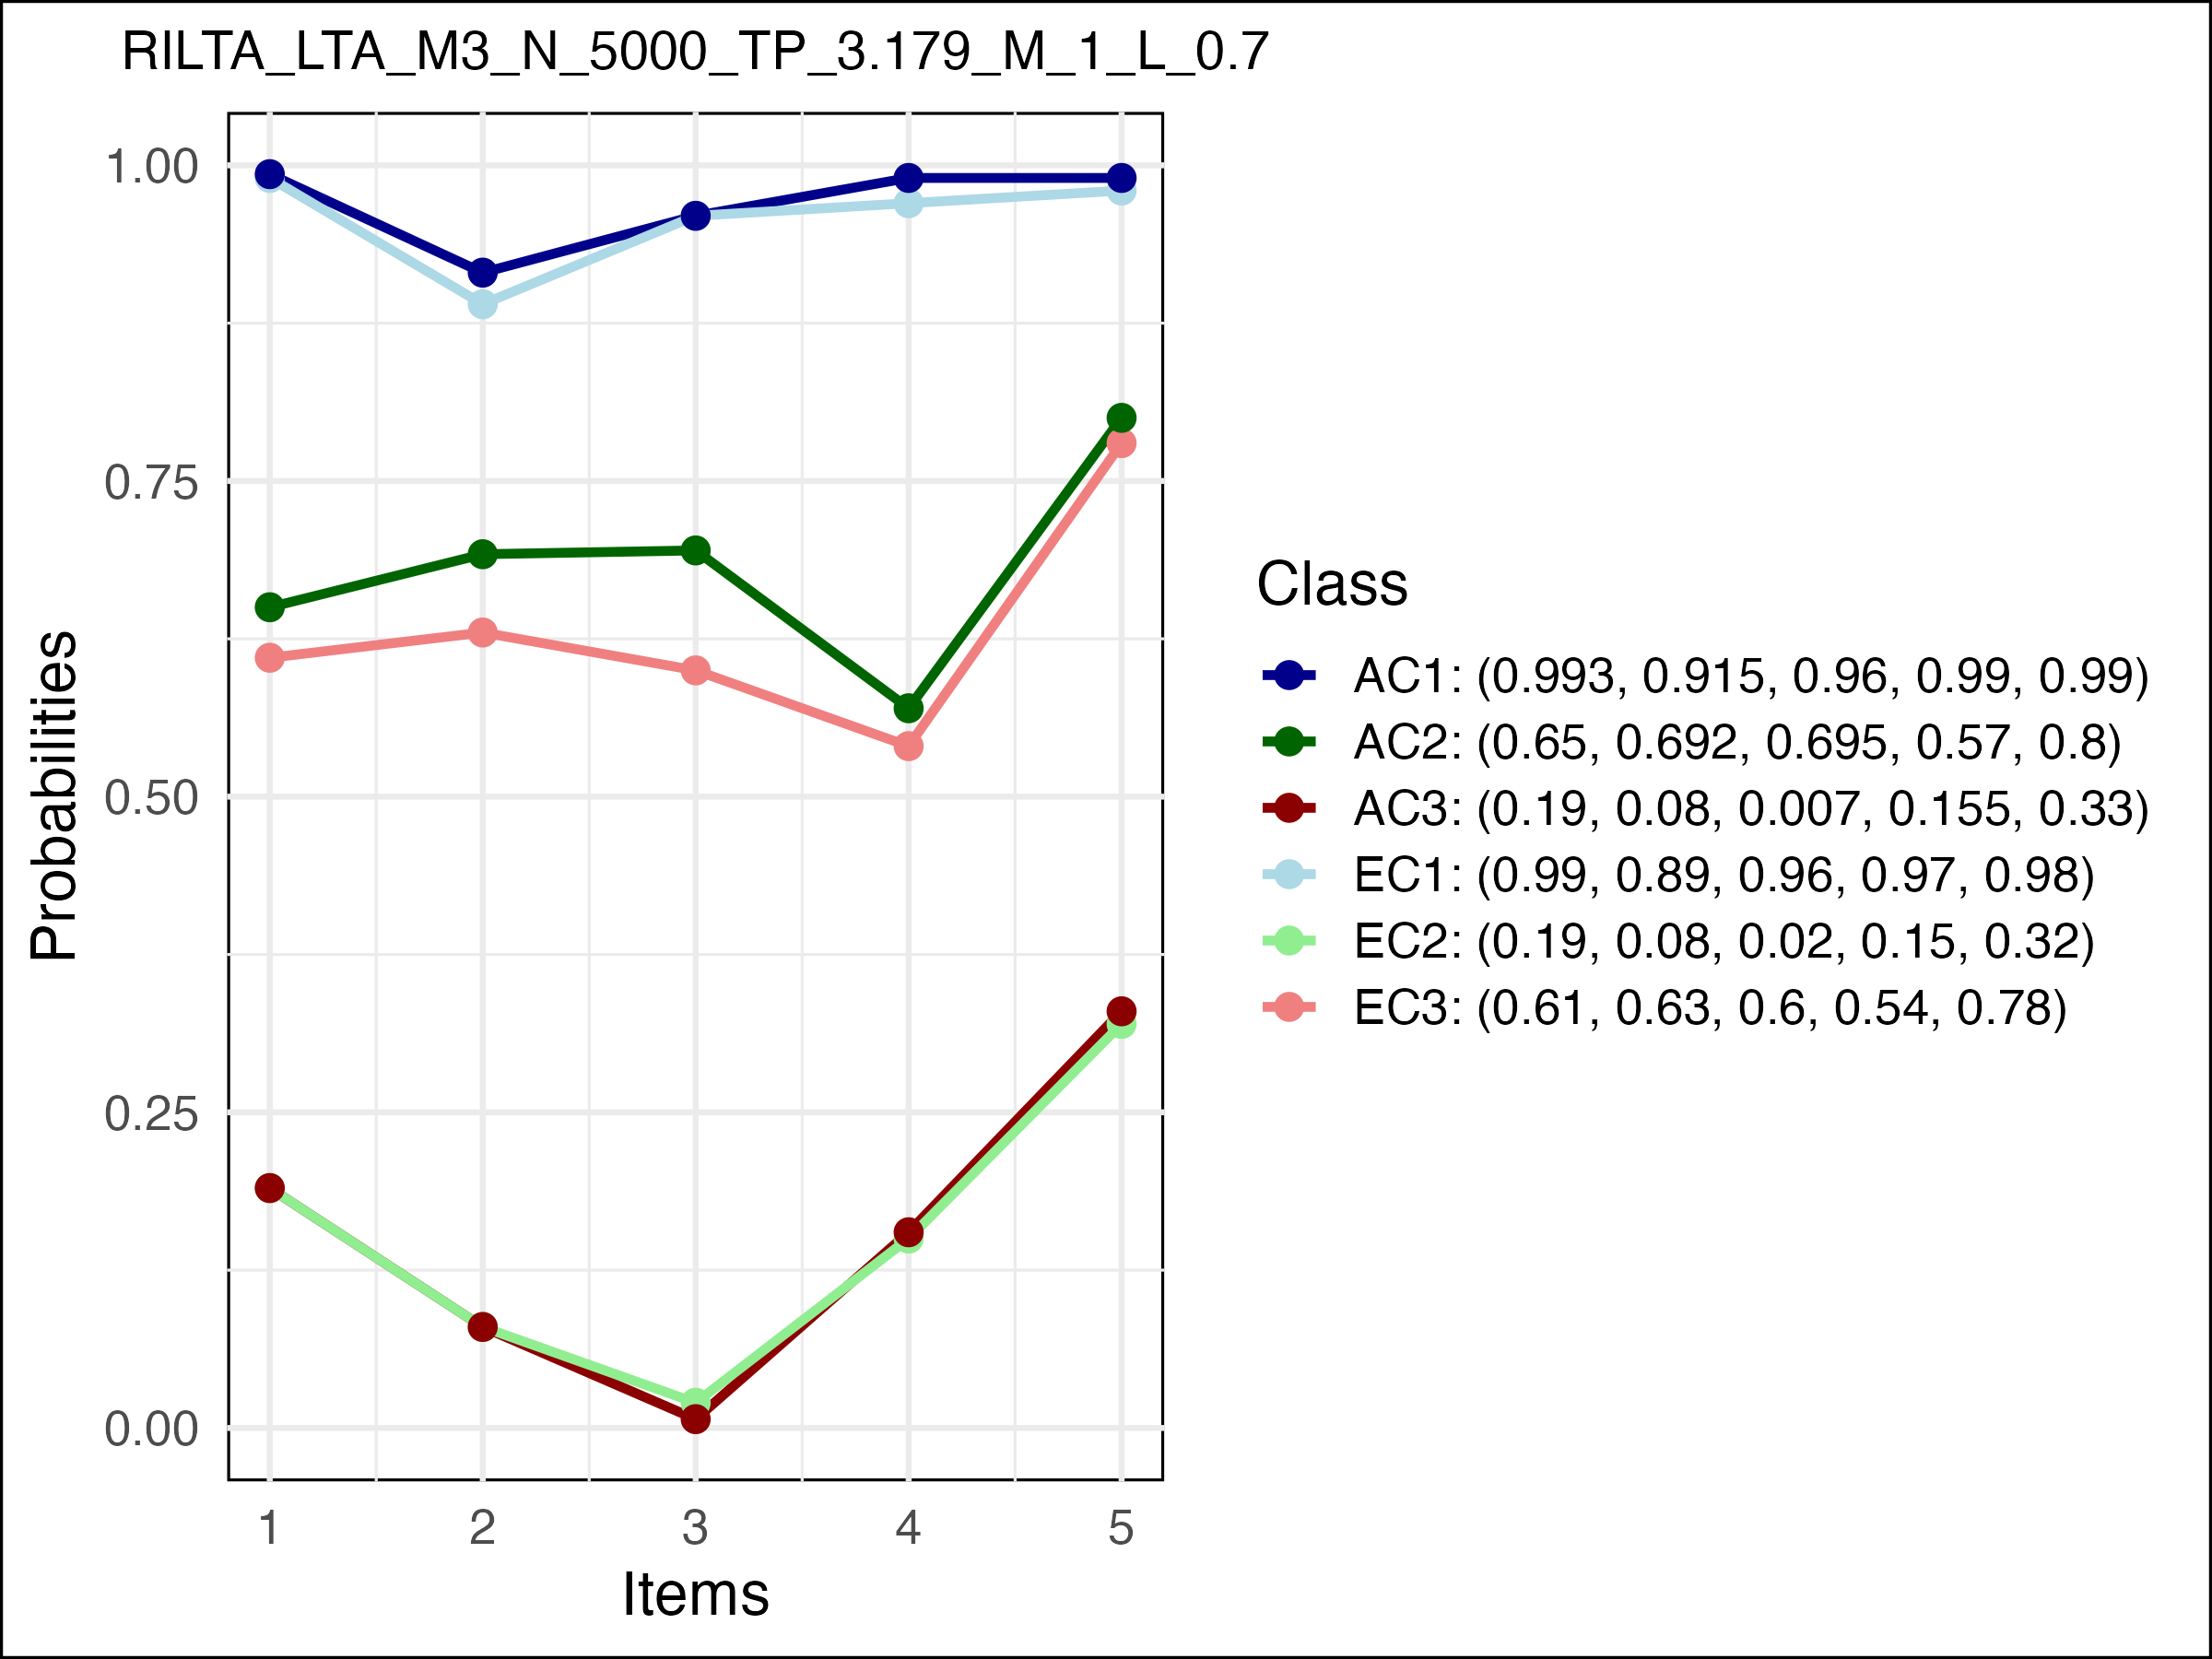 RILTA_LTA_M3_N_5000_TP_3.179_M_1_L_0.7
1.00
0.75
0.50
0.25
0.00
Probabilities
1 2 3 4 5
Items
Class
AC1: (0.993, 0.915, 0.96, 0.99, 0.99)
AC2: (0.65, 0.692, 0.695, 0.57, 0.8)
AC3: (0.19, 0.08, 0.007, 0.155, 0.33)
EC1: (0.99, 0.89, 0.96, 0.97, 0.98)
EC2: (0.19, 0.08, 0.02, 0.15, 0.32)
EC3: (0.61, 0.63, 0.6, 0.54, 0.78)